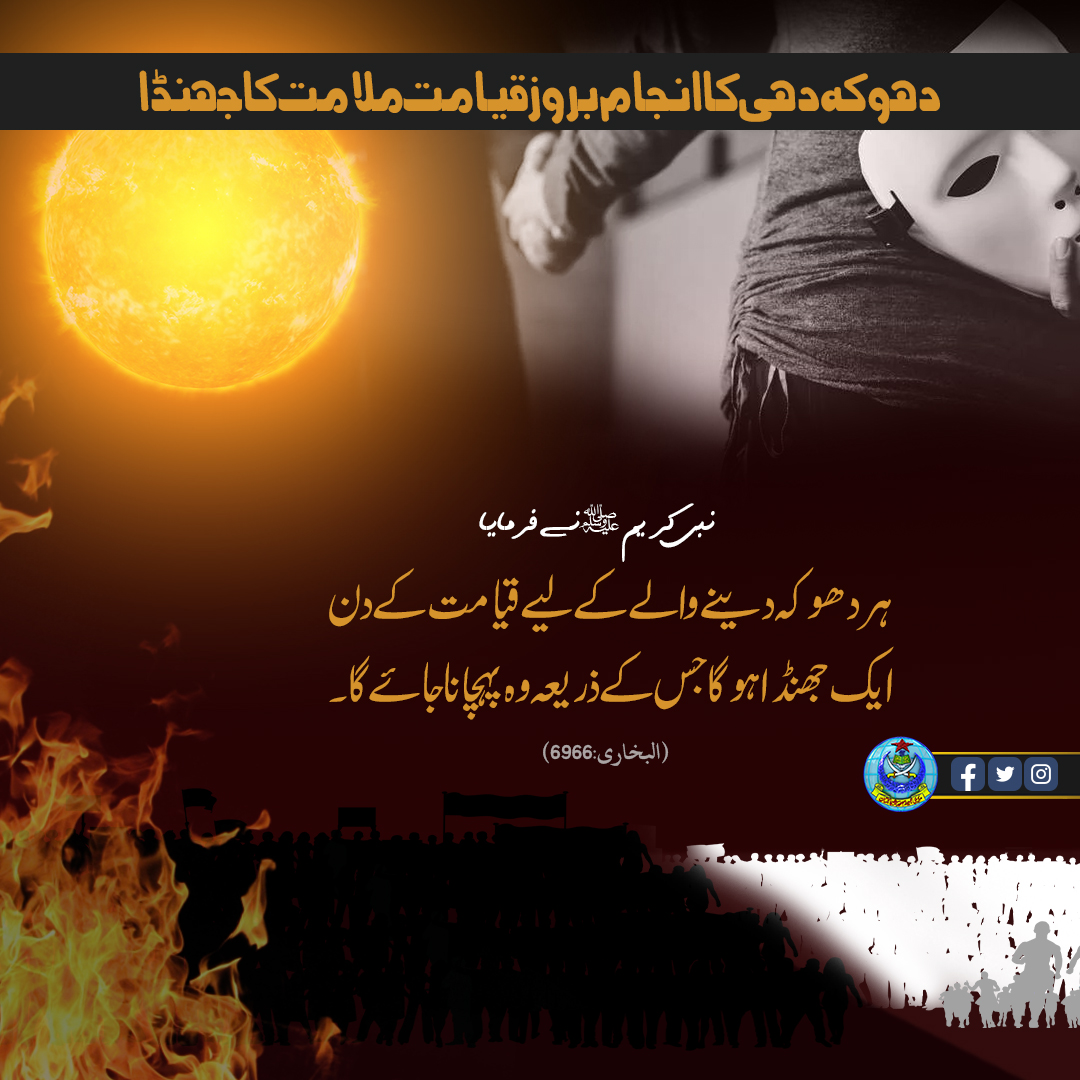 دھوکہ دھی کا انجام بروز قیامت ملامت کا جھنڈا
نبی کریم ﷺ نے فرمایا
ہر دھوکہ دینے والے کے لیے قیامت کے دن
ایک جھنڈا ہو گا جس کے ذریعہ وہ پہچانا جائے گا۔
(البخاری:6966)